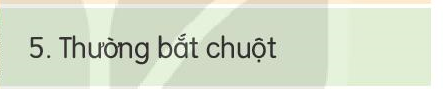 5. Thường bắt chuột